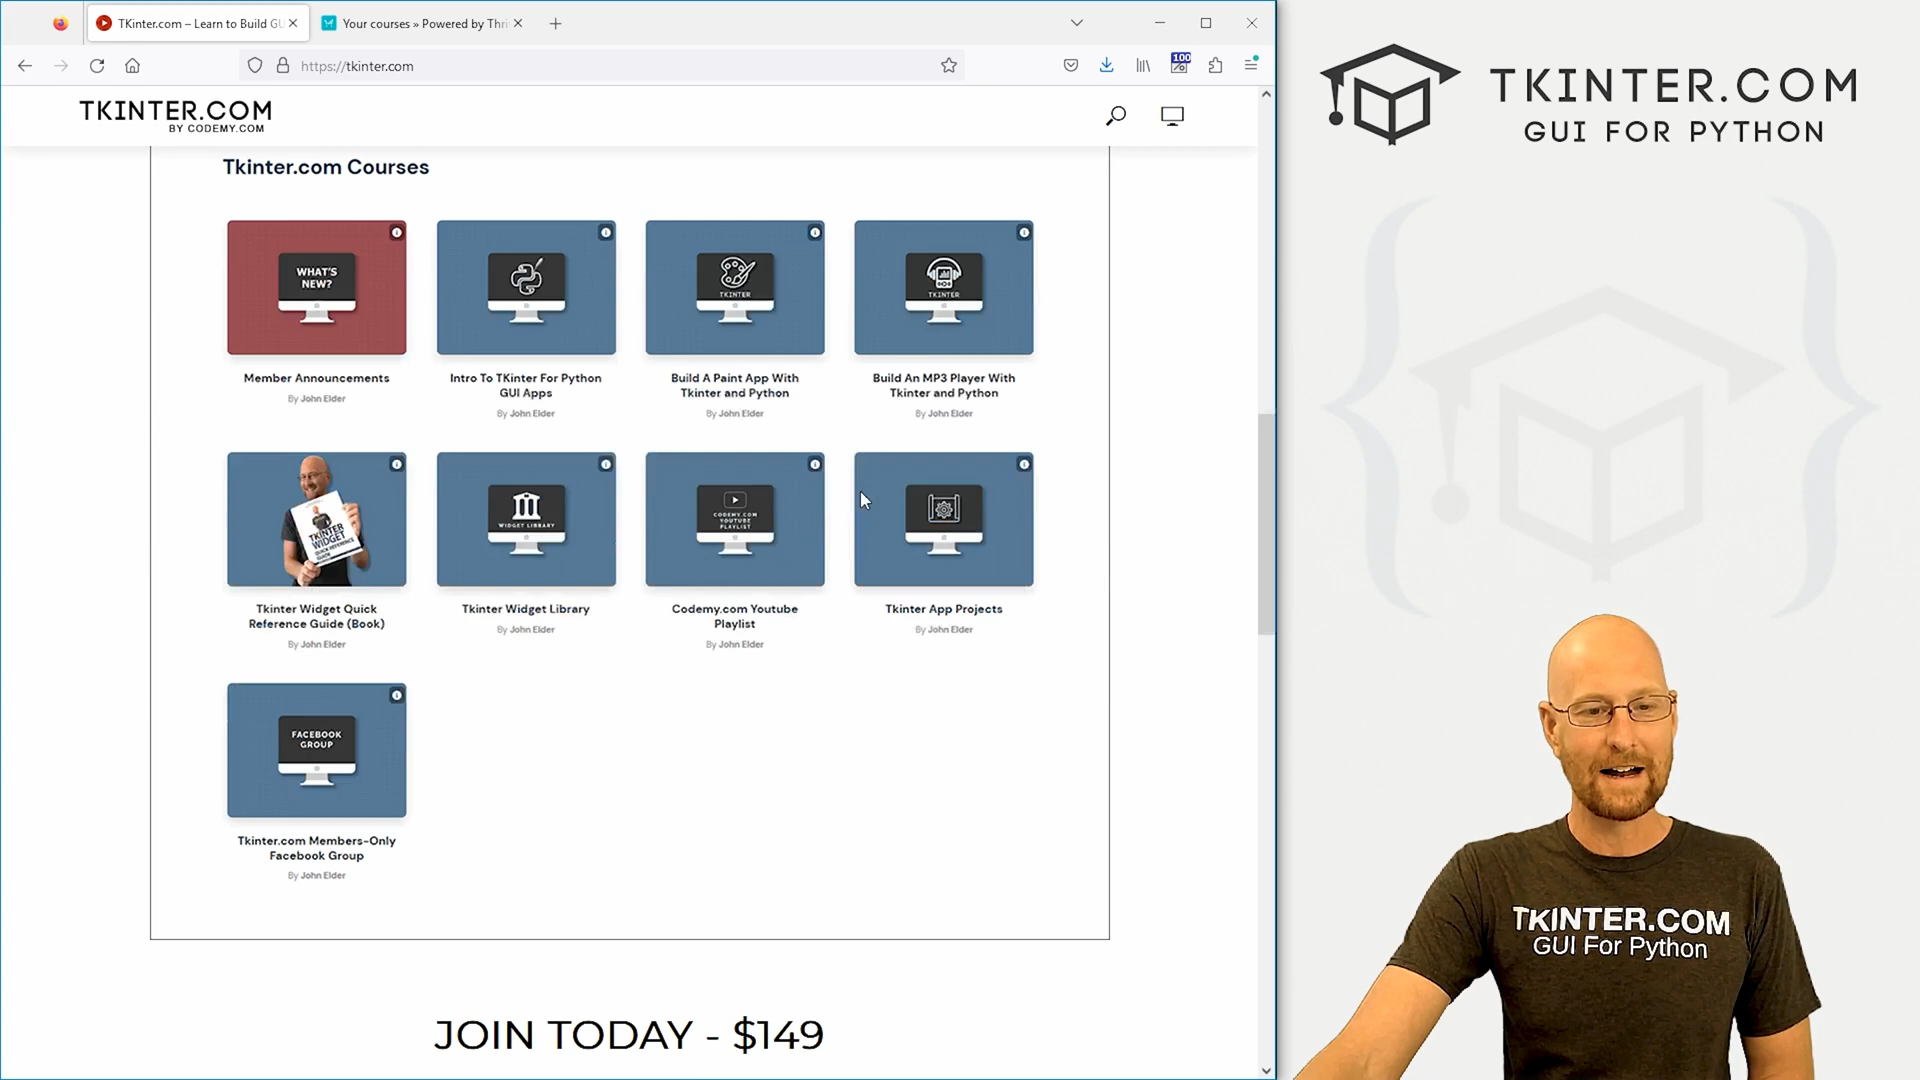 TKinter.com – Learn to Build GU
Your courses » Powered by Thri
https://tkinter.com
100
TKINTER.COM
BY CODEMY.COM
Tkinter.com Courses
WHAT'S
NEW?
TKINTER
TKINTER
Member Announcements
By John Elder
Intro To TKinter For Python
GUI Apps
By John Elder
Build A Paint App With
Tkinter and Python
By John Elder
Build An MP3 Player With
Tkinter and Python
By John Elder
TKINTER
WIDGET
QUICK REFERENCE
GUIDE
WIDGET LIBRARY
CODEMY.COM
YOUTUBE
PLAYLIST
Tkinter Widget Quick
Reference Guide (Book)
By John Elder
Tkinter Widget Library
By John Elder
Codemy.com Youtube
Playlist
By John Elder
Tkinter App Projects
By John Elder
FACEBOOK
GROUP
Tkinter.com Members-Only
Facebook Group
By John Elder
JOIN TODAY - $149
TKINTER.COM
GUI FOR PYTHON
TKINTER.COM
GUI For Python